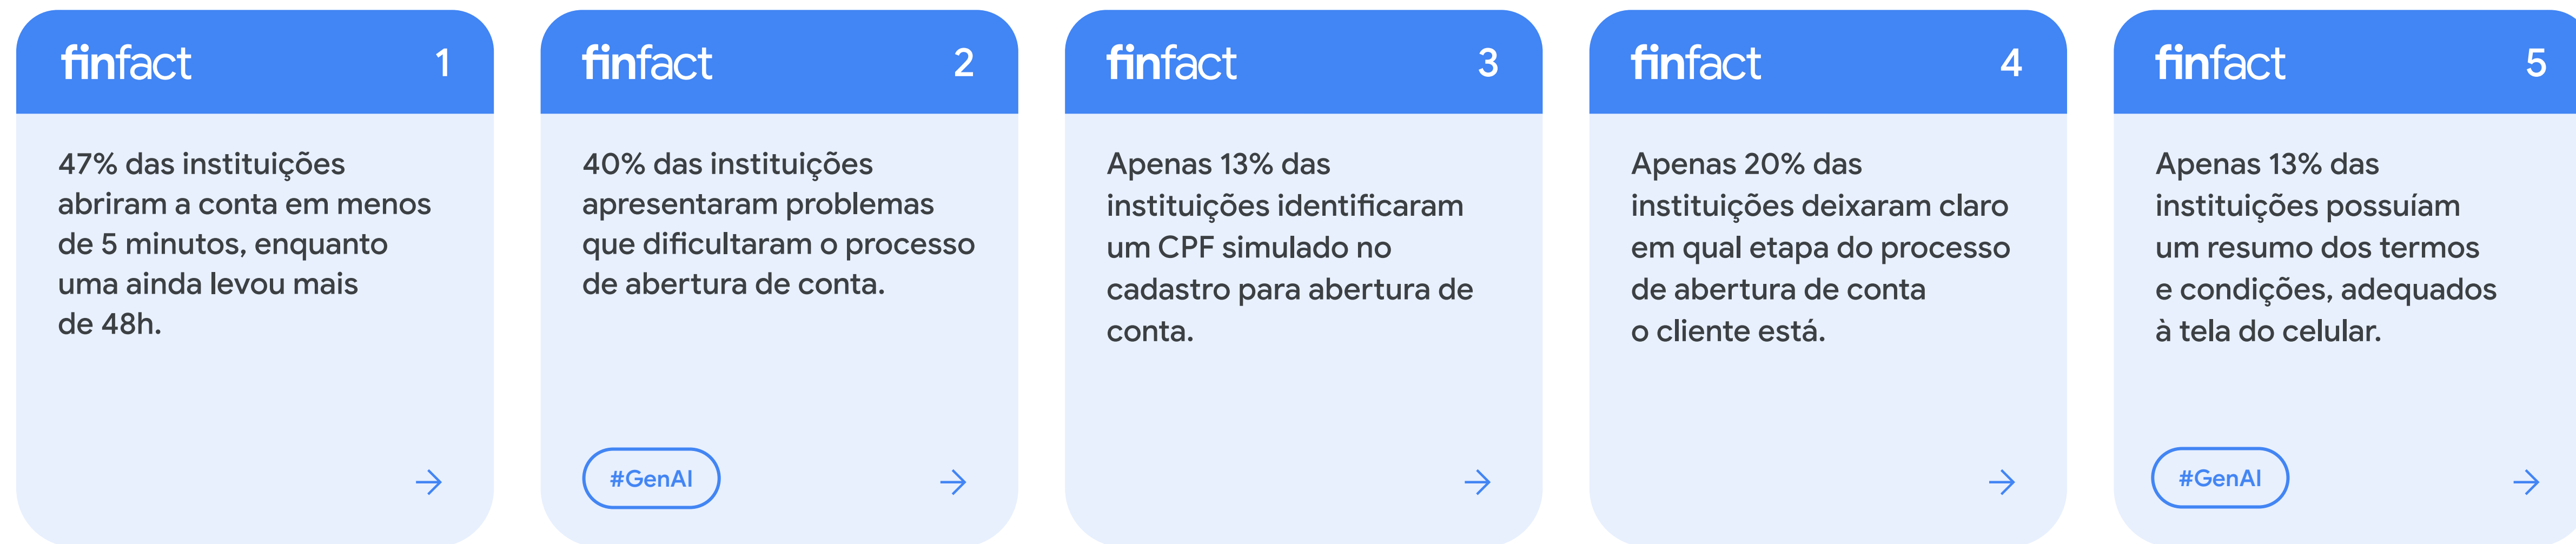 finfact 1
47% das instituições
abriram a conta em menos
de 5 minutos, enquanto
uma ainda levou mais
de 48h.
finfact 2
40% das instituições
apresentaram problemas
que dificultaram o processo
de abertura de conta.
#GenAI
finfact 3
Apenas 13% das
instituições identificaram
um CPF simulado no
cadastro para abertura de
conta.
finfact 4
Apenas 20% das
instituições deixaram claro
em qual etapa do processo
de abertura de conta
o cliente está.
finfact 5
Apenas 13% das
instituições possuíam
um resumo dos termos
e condições, adequados
à tela do celular.
#GenAI